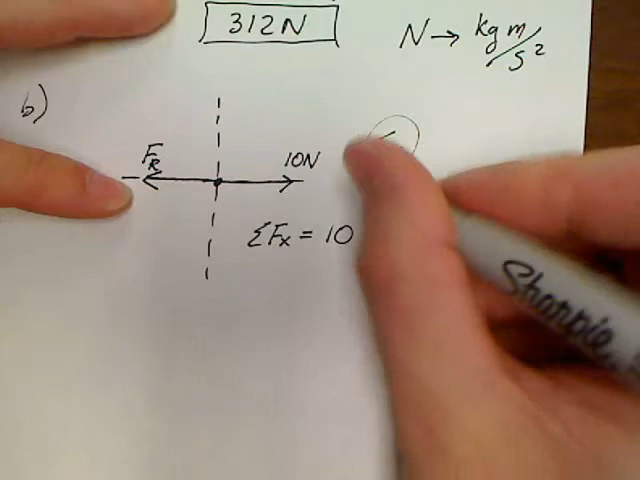 312N
N → kg m/s²
b)
F_R
10N
ΣFx = 10
Sharpie